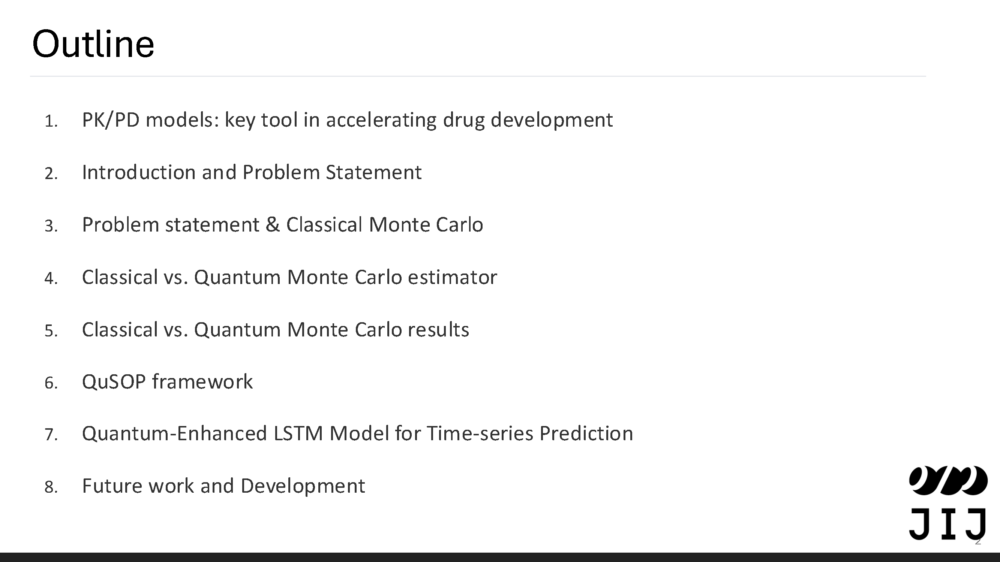 Outline
1. PK/PD models: key tool in accelerating drug development
2. Introduction and Problem Statement
3. Problem statement & Classical Monte Carlo
4. Classical vs. Quantum Monte Carlo estimator
5. Classical vs. Quantum Monte Carlo results
6. QuSOP framework
7. Quantum-Enhanced LSTM Model for Time-series Prediction
8. Future work and Development
JIJ
2